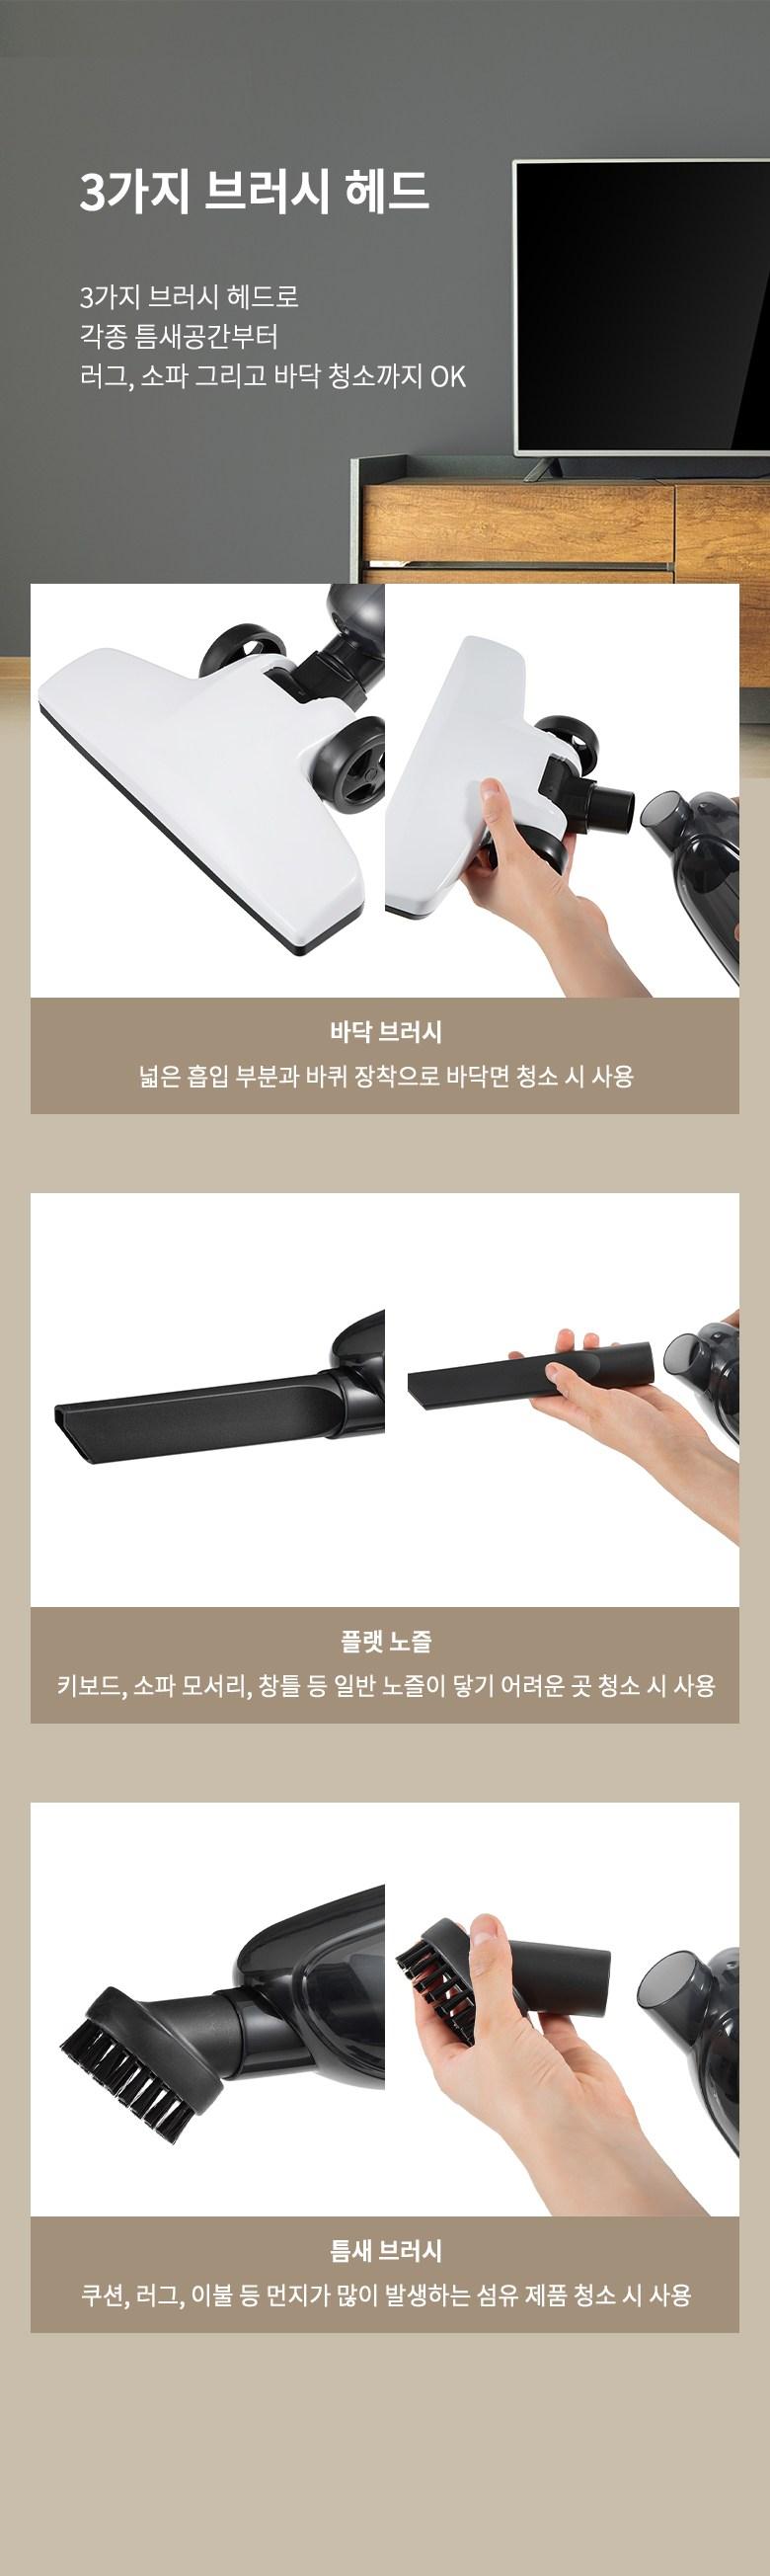 3가지 브러시 헤드
3가지 브러시 헤드로
각종 틈새공간부터
러그, 소파 그리고 바닥 청소까지 OK
바닥 브러시
넓은 흡입 부분과 바퀴 장착으로 바닥면 청소 시 사용
플랫 노즐
키보드, 소파 모서리, 창틀 등 일반 노즐이 닿기 어려운 곳 청소 시 사용
틈새 브러시
쿠션, 러그, 이불 등 먼지가 많이 발생하는 섬유 제품 청소 시 사용